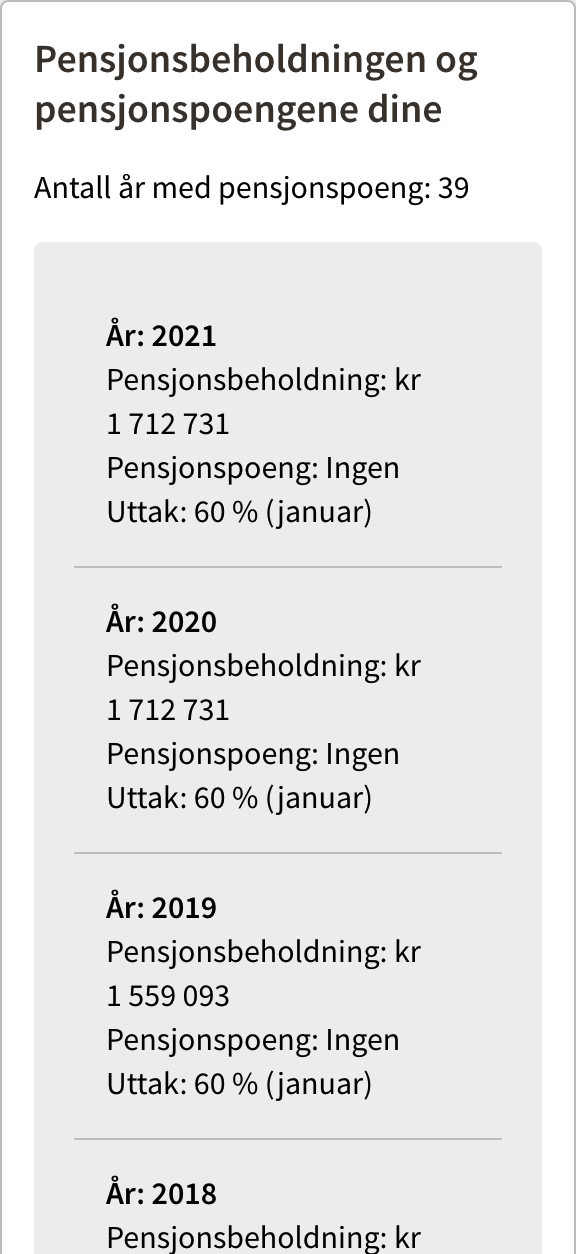 Pensjonsbeholdningen og
pensjonspoengene dine
Antall år med pensjonspoeng: 39
År: 2021
Pensjonsbeholdning: kr
1 712 731
Pensjonspoeng: Ingen
Uttak: 60 % (januar)
År: 2020
Pensjonsbeholdning: kr
1 712 731
Pensjonspoeng: Ingen
Uttak: 60 % (januar)
År: 2019
Pensjonsbeholdning: kr
1 559 093
Pensjonspoeng: Ingen
Uttak: 60 % (januar)
År: 2018
Pensjonsbeholdning: kr